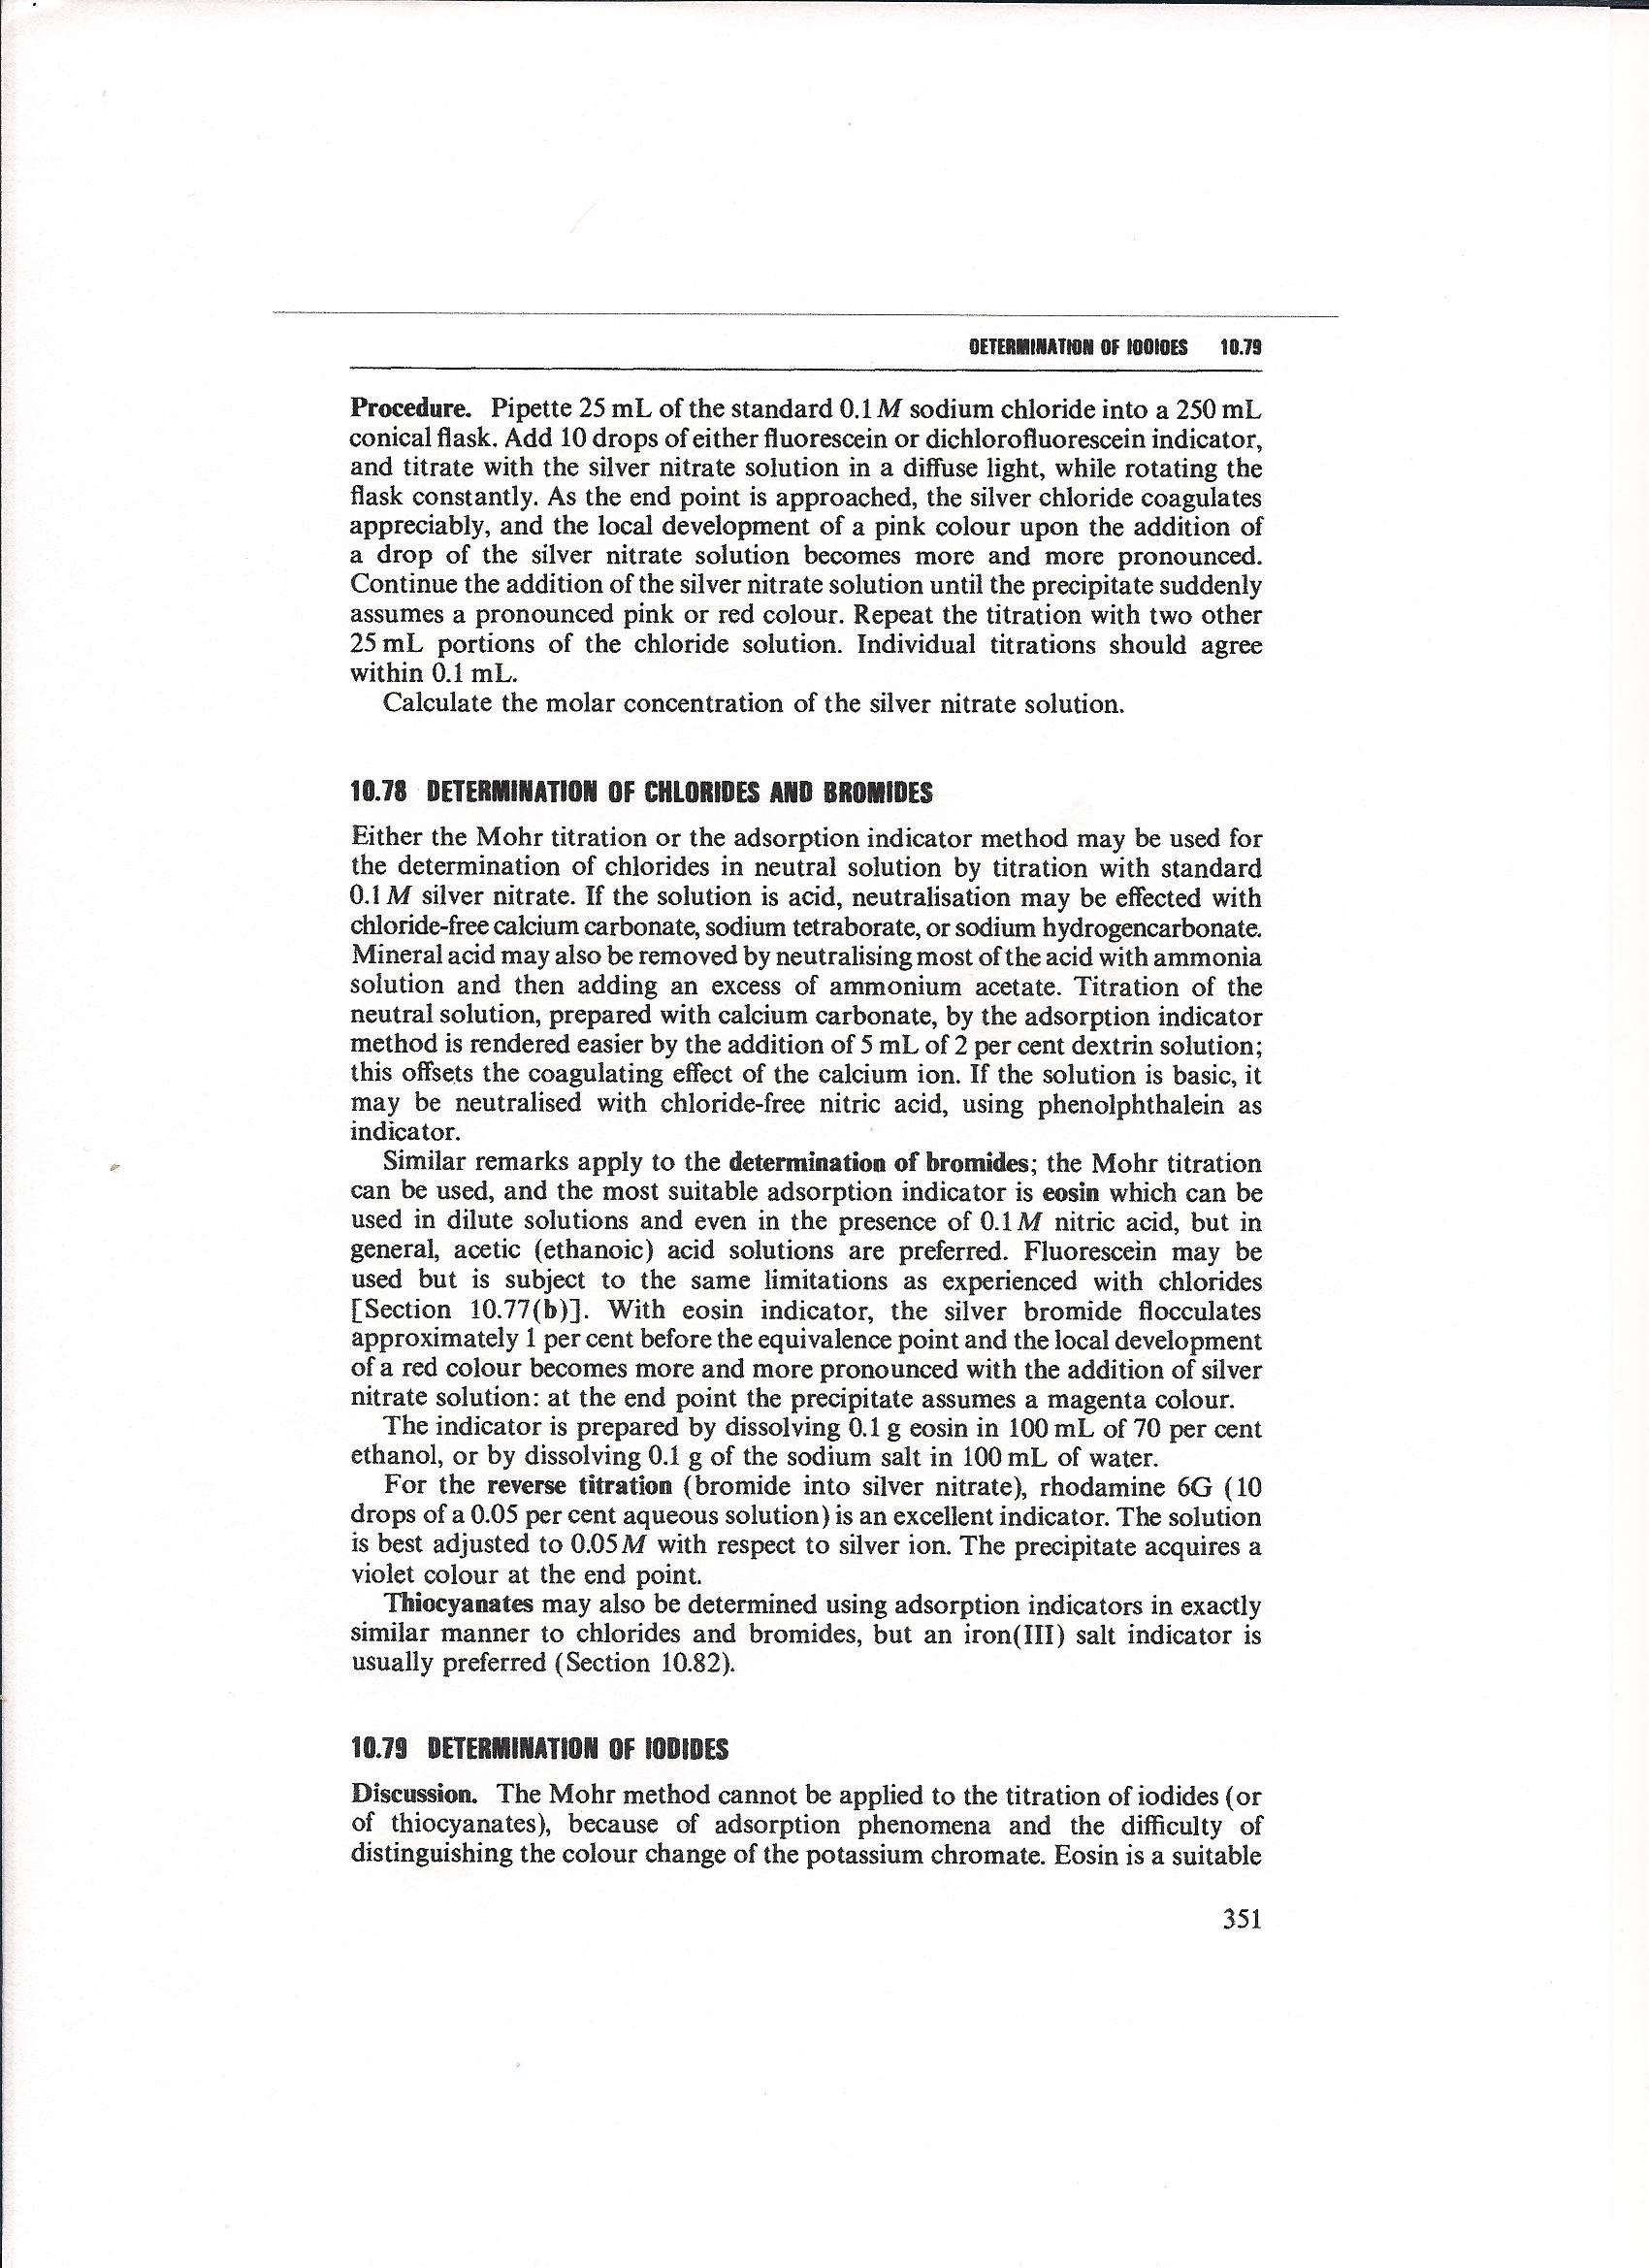 DETERMINATION OF IODIDES 10.79
Procedure. Pipette 25 mL of the standard 0.1 M sodium chloride into a 250 mL
conical flask. Add 10 drops of either fluorescein or dichlorofluorescein indicator,
and titrate with the silver nitrate solution in a diffuse light, while rotating the
flask constantly. As the end point is approached, the silver chloride coagulates
appreciably, and the local development of a pink colour upon the addition of
a drop of the silver nitrate solution becomes more and more pronounced.
Continue the addition of the silver nitrate solution until the precipitate suddenly
assumes a pronounced pink or red colour. Repeat the titration with two other
25 mL portions of the chloride solution. Individual titrations should agree
within 0.1 mL.
Calculate the molar concentration of the silver nitrate solution.
10.78 DETERMINATION OF CHLORIDES AND BROMIDES
Either the Mohr titration or the adsorption indicator method may be used for
the determination of chlorides in neutral solution by titration with standard
0.1 M silver nitrate. If the solution is acid, neutralisation may be effected with
chloride-free calcium carbonate, sodium tetraborate, or sodium hydrogencarbonate.
Mineral acid may also be removed by neutralising most of the acid with ammonia
solution and then adding an excess of ammonium acetate. Titration of the
neutral solution, prepared with calcium carbonate, by the adsorption indicator
method is rendered easier by the addition of 5 mL of 2 per cent dextrin solution;
this offsets the coagulating effect of the calcium ion. If the solution is basic, it
may be neutralised with chloride-free nitric acid, using phenolphthalein as
indicator.
Similar remarks apply to the determination of bromides; the Mohr titration
can be used, and the most suitable adsorption indicator is eosin which can be
used in dilute solutions and even in the presence of 0.1 M nitric acid, but in
general, acetic (ethanoic) acid solutions are preferred. Fluorescein may be
used but is subject to the same limitations as experienced with chlorides
[Section 10.77(b)]. With eosin indicator, the silver bromide flocculates
approximately 1 per cent before the equivalence point and the local development
of a red colour becomes more and more pronounced with the addition of silver
nitrate solution: at the end point the precipitate assumes a magenta colour.
The indicator is prepared by dissolving 0.1 g eosin in 100 mL of 70 per cent
ethanol, or by dissolving 0.1 g of the sodium salt in 100 mL of water.
For the reverse titration (bromide into silver nitrate), rhodamine 6G (10
drops of a 0.05 per cent aqueous solution) is an excellent indicator. The solution
is best adjusted to 0.05 M with respect to silver ion. The precipitate acquires a
violet colour at the end point.
Thiocyanates may also be determined using adsorption indicators in exactly
similar manner to chlorides and bromides, but an iron(III) salt indicator is
usually preferred (Section 10.82).
10.79 DETERMINATION OF IODIDES
Discussion. The Mohr method cannot be applied to the titration of iodides (or
of thiocyanates), because of adsorption phenomena and the difficulty of
distinguishing the colour change of the potassium chromate. Eosin is a suitable
351